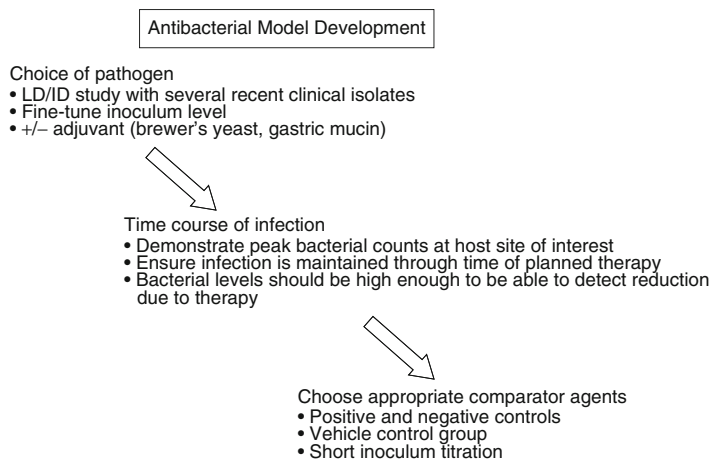 Antibacterial Model Development
Choice of pathogen
• LD/ID study with several recent clinical isolates
• Fine-tune inoculum level
• +/− adjuvant (brewer's yeast, gastric mucin)
Time course of infection
• Demonstrate peak bacterial counts at host site of interest
• Ensure infection is maintained through time of planned therapy
• Bacterial levels should be high enough to be able to detect reduction
due to therapy
Choose appropriate comparator agents
• Positive and negative controls
• Vehicle control group
• Short inoculum titration